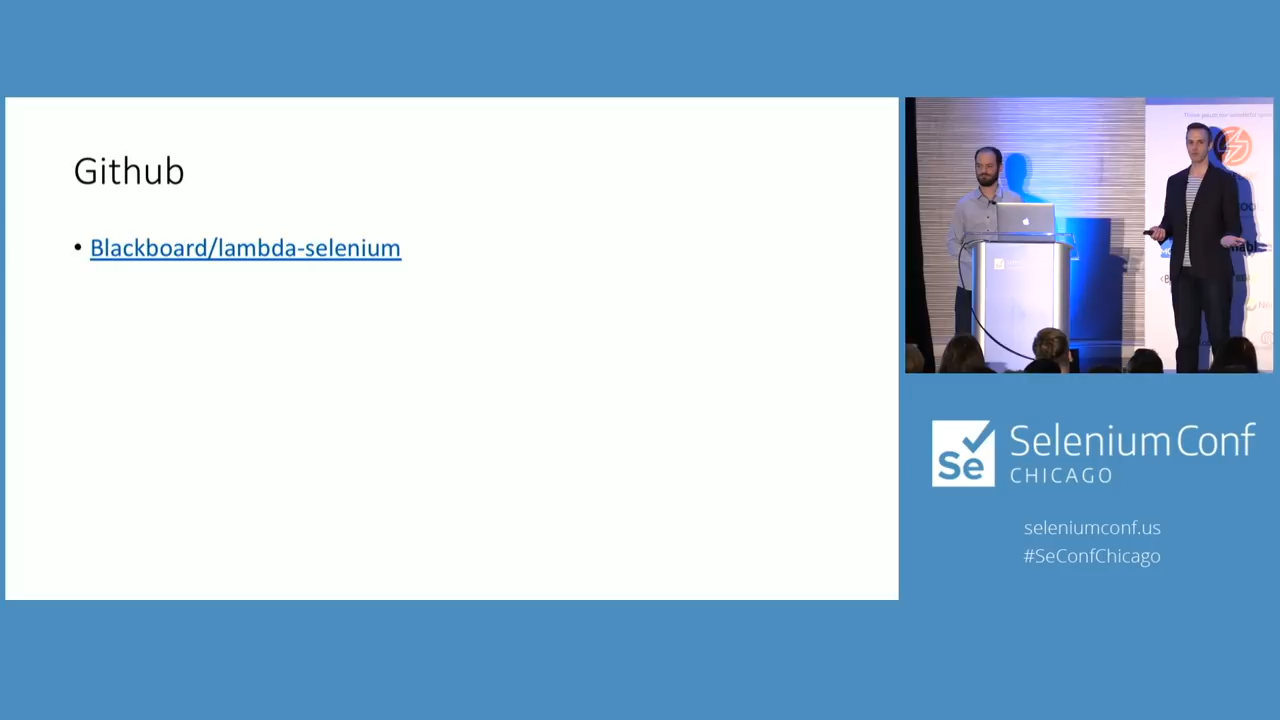 Github
• Blackboard/lambda-selenium
Se
SeleniumConf
CHICAGO
seleniumconf.us
#SeConfChicago